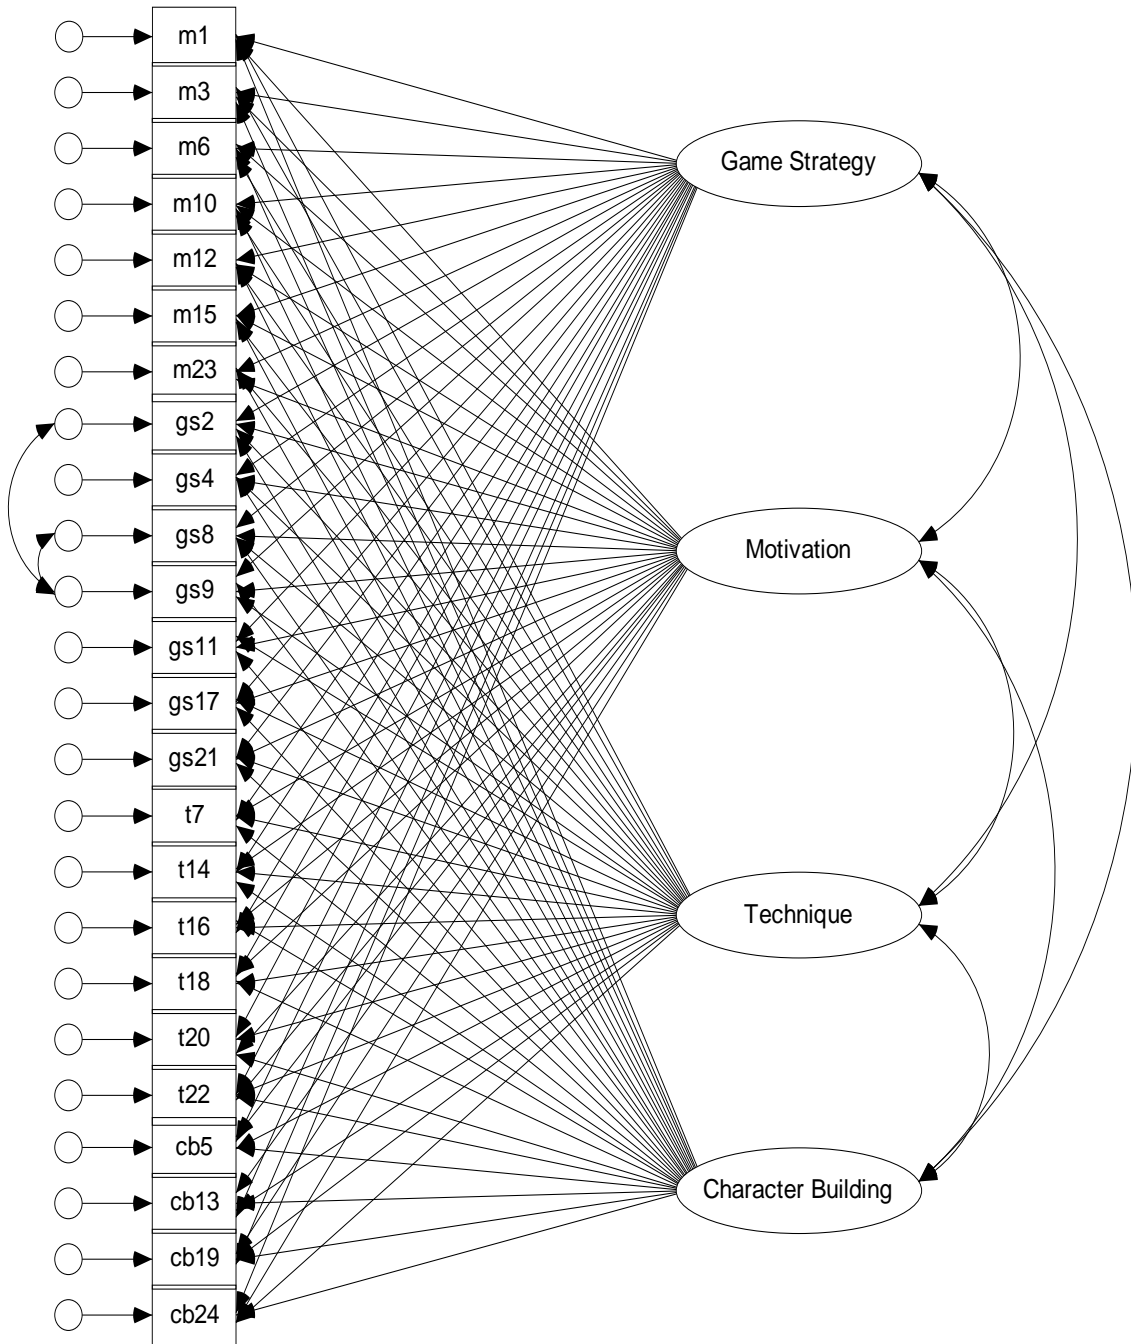 m1
m3
m6
m10
m12
m15
m23
gs2
gs4
gs8
gs9
gs11
gs17
gs21
t7
t14
t16
t18
t20
t22
cb5
cb13
cb19
cb24
Game Strategy
Motivation
Technique
Character Building